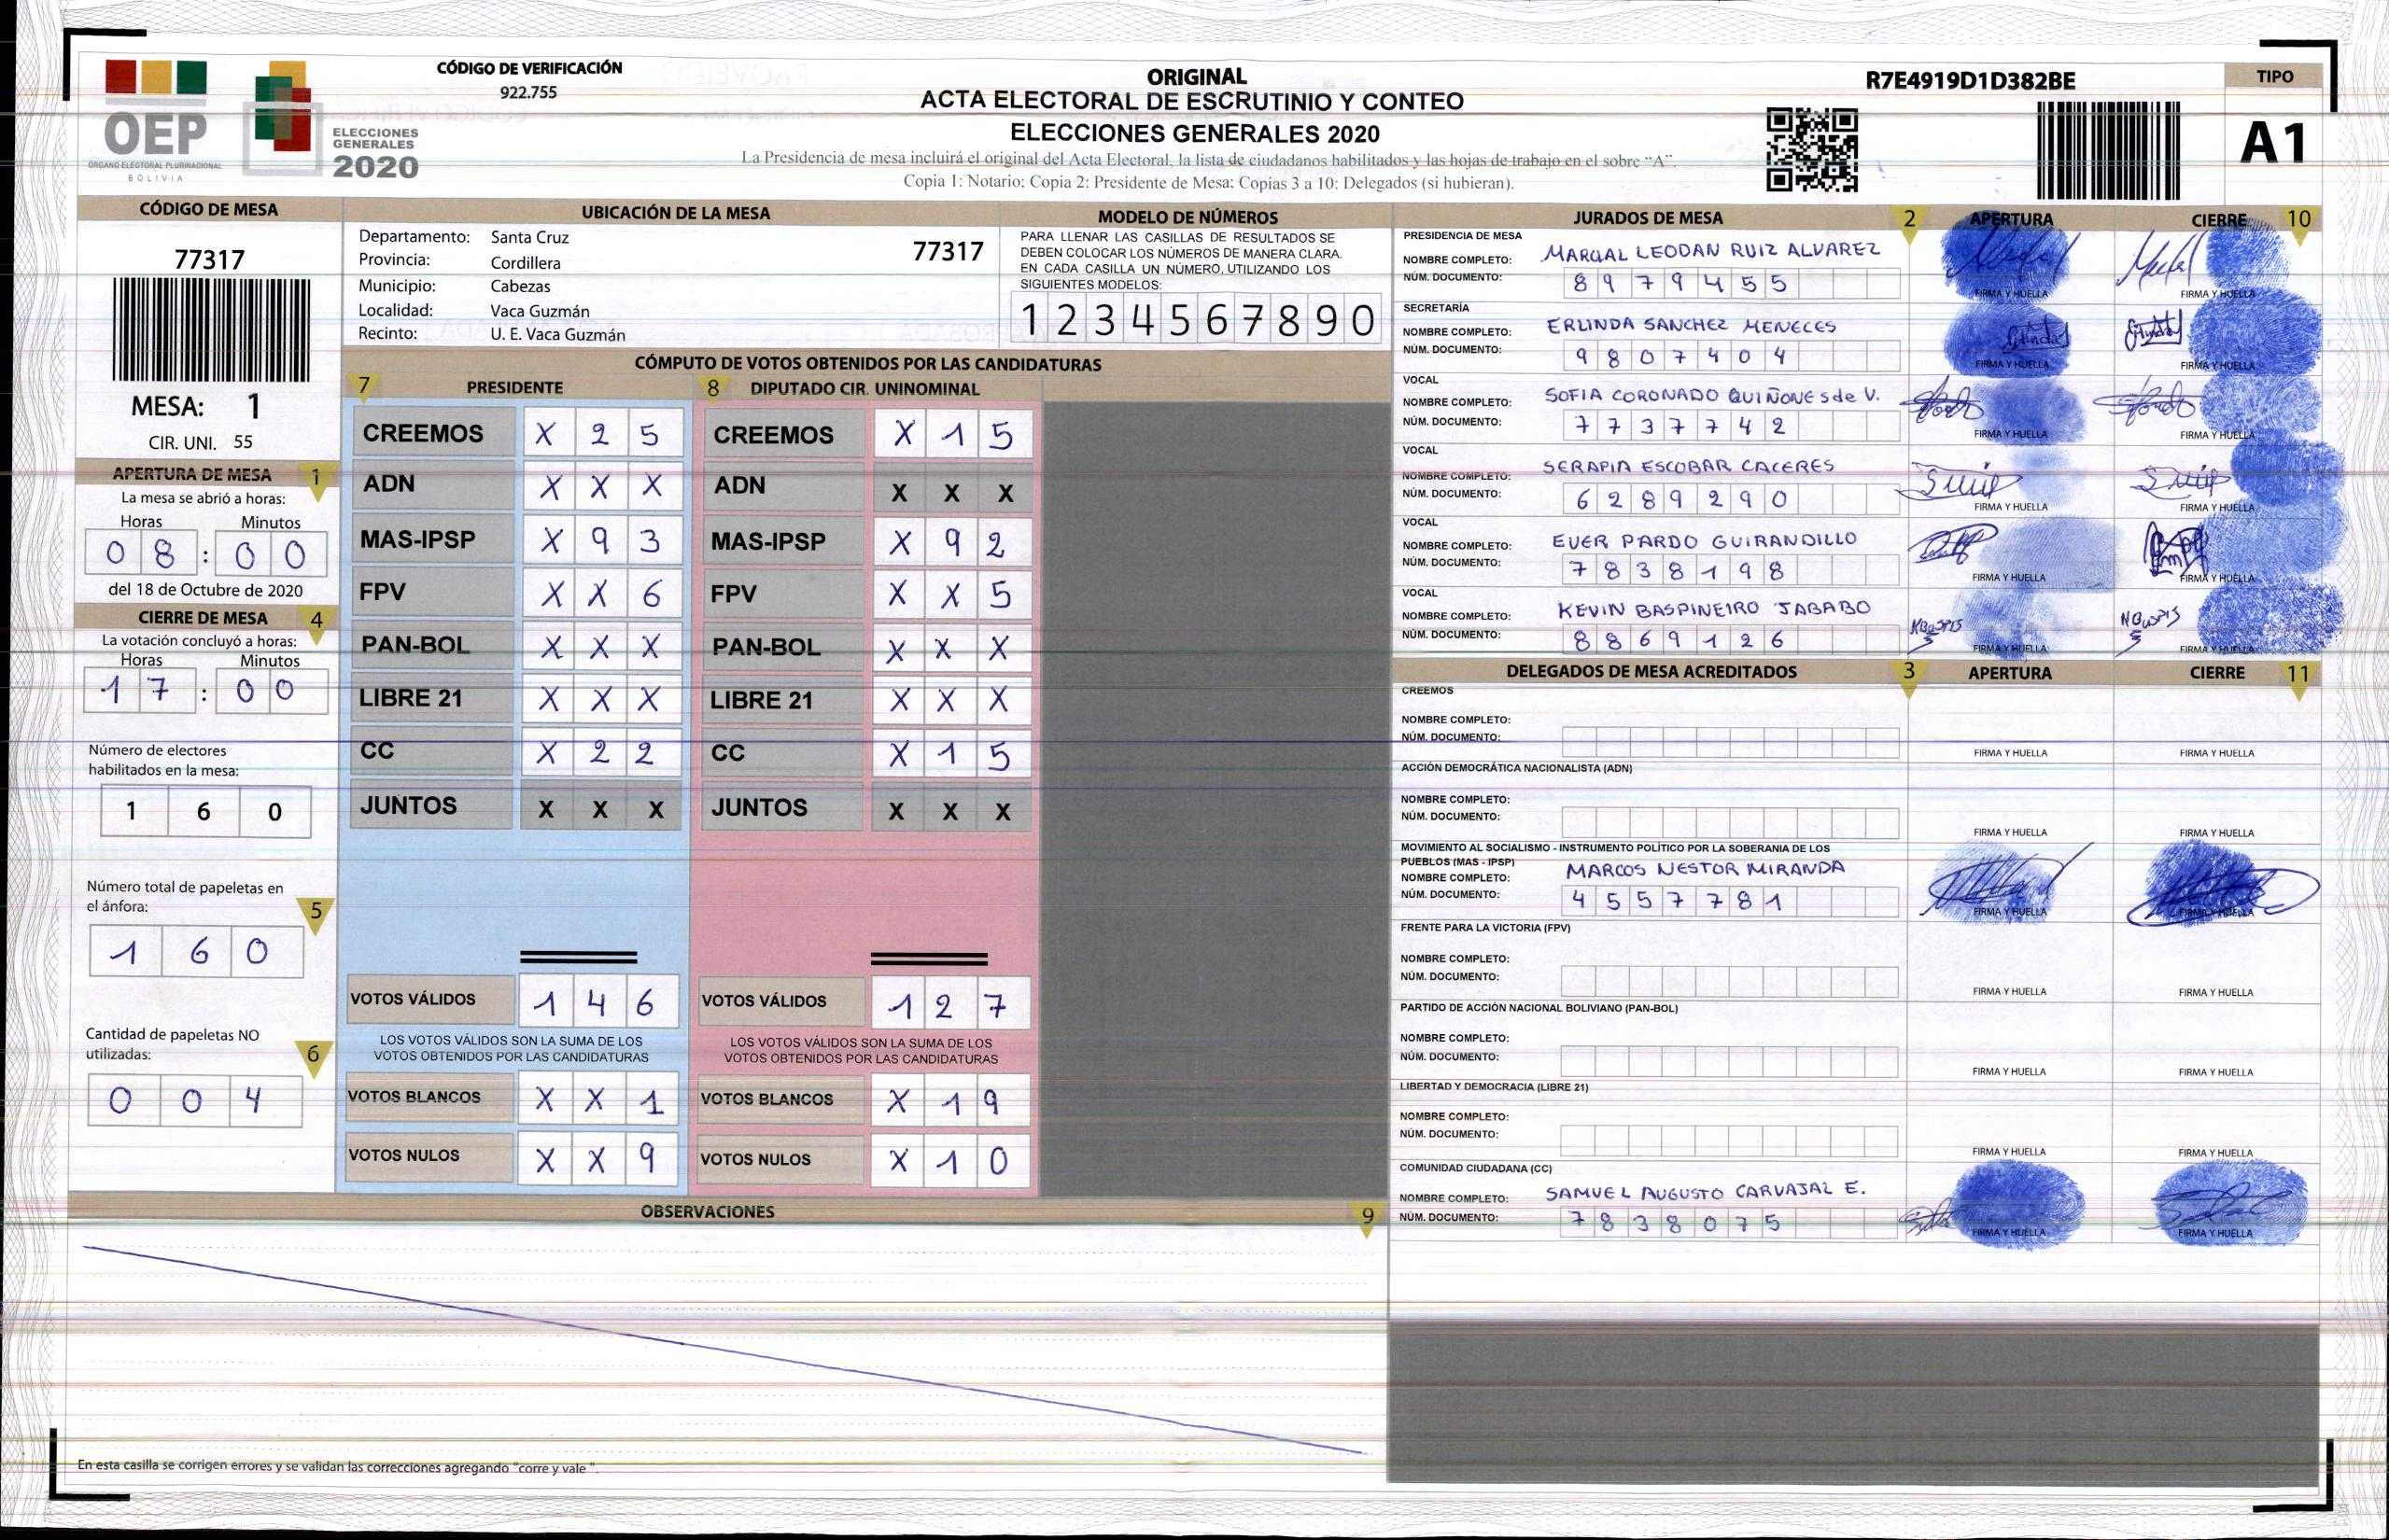 CÓDIGO DE VERIFICACIÓN
922.755
OEP
ORGANO ELECTORAL PLURINACIONAL
BOLIVIA
ELECCIONES
GENERALES
2020
ORIGINAL
ACTA ELECTORAL DE ESCRUTINIO Y CONTEO
ELECCIONES GENERALES 2020
La Presidencia de mesa incluirá el original del Acta Electoral, la lista de ciudadanos habilitados y las hojas de trabajo en el sobre "A".
Copia 1: Notario; Copia 2: Presidente de Mesa; Copias 3 a 10: Delegados (si hubieran).
R7E4919D1D382BE
TIPO
A1
CÓDIGO DE MESA
77317
MESA: 1
CIR. UNI. 55
APERTURA DE MESA 1
La mesa se abrió a horas:
Horas Minutos
0 8 : 0 0
del 18 de Octubre de 2020
CIERRE DE MESA 4
La votación concluyó a horas:
Horas Minutos
1 7 : 0 0
Número de electores
habilitados en la mesa:
1 6 0
Número total de papeletas en
el ánfora: 5
1 6 0
Cantidad de papeletas NO
utilizadas: 6
0 0 4
UBICACIÓN DE LA MESA
Departamento: Santa Cruz 77317
Provincia: Cordillera
Municipio: Cabezas
Localidad: Vaca Guzmán
Recinto: U. E. Vaca Guzmán
MODELO DE NÚMEROS
PARA LLENAR LAS CASILLAS DE RESULTADOS SE
DEBEN COLOCAR LOS NÚMEROS DE MANERA CLARA.
EN CADA CASILLA UN NÚMERO, UTILIZANDO LOS
SIGUIENTES MODELOS:
1 2 3 4 5 6 7 8 9 0
CÓMPUTO DE VOTOS OBTENIDOS POR LAS CANDIDATURAS
7 PRESIDENTE 8 DIPUTADO CIR. UNINOMINAL
CREEMOS X 2 5 CREEMOS X 1 5
ADN X X X ADN X X X
MAS-IPSP X 9 3 MAS-IPSP X 9 2
FPV X X 6 FPV X X 5
PAN-BOL X X X PAN-BOL X X X
LIBRE 21 X X X LIBRE 21 X X X
CC X 2 2 CC X 1 5
JUNTOS X X X JUNTOS X X X
VOTOS VÁLIDOS 1 4 6 VOTOS VÁLIDOS 1 2 7
LOS VOTOS VÁLIDOS SON LA SUMA DE LOS LOS VOTOS VÁLIDOS SON LA SUMA DE LOS
VOTOS OBTENIDOS POR LAS CANDIDATURAS VOTOS OBTENIDOS POR LAS CANDIDATURAS
VOTOS BLANCOS X X 1 VOTOS BLANCOS X 1 9
VOTOS NULOS X X 9 VOTOS NULOS X 1 0
OBSERVACIONES 9
En esta casilla se corrigen errores y se validan las correcciones agregando "corre y vale".
JURADOS DE MESA 2 APERTURA CIERRE 10
PRESIDENCIA DE MESA
NOMBRE COMPLETO: MARCIAL LEODAN RUIZ ALVAREZ
NÚM. DOCUMENTO: 8 9 7 9 4 5 5
FIRMA Y HUELLA FIRMA Y HUELLA
SECRETARÍA
NOMBRE COMPLETO: ERLINDA SANCHEZ MENECES
NÚM. DOCUMENTO: 9 8 0 7 4 0 4
FIRMA Y HUELLA FIRMA Y HUELLA
VOCAL
NOMBRE COMPLETO: SOFIA CORONADO QUIÑONES de V.
NÚM. DOCUMENTO: 7 7 3 7 7 4 2
FIRMA Y HUELLA FIRMA Y HUELLA
VOCAL
NOMBRE COMPLETO: SERAPIA ESCOBAR CACERES
NÚM. DOCUMENTO: 6 2 8 9 2 9 0
FIRMA Y HUELLA FIRMA Y HUELLA
VOCAL
NOMBRE COMPLETO: EVER PARDO GUIRANDILLO
NÚM. DOCUMENTO: 7 8 3 8 1 9 8
FIRMA Y HUELLA FIRMA Y HUELLA
VOCAL
NOMBRE COMPLETO: KEVIN BASPINEIRO JABABO
NÚM. DOCUMENTO: 8 8 6 9 1 2 6
FIRMA Y HUELLA FIRMA Y HUELLA
DELEGADOS DE MESA ACREDITADOS 3 APERTURA CIERRE 11
CREEMOS
NOMBRE COMPLETO:
NÚM. DOCUMENTO:
FIRMA Y HUELLA FIRMA Y HUELLA
ACCIÓN DEMOCRÁTICA NACIONALISTA (ADN)
NOMBRE COMPLETO:
NÚM. DOCUMENTO:
FIRMA Y HUELLA FIRMA Y HUELLA
MOVIMIENTO AL SOCIALISMO - INSTRUMENTO POLÍTICO POR LA SOBERANIA DE LOS
PUEBLOS (MAS - IPSP)
NOMBRE COMPLETO: MARCOS NESTOR MIRANDA
NÚM. DOCUMENTO: 4 5 5 7 7 8 1
FIRMA Y HUELLA FIRMA Y HUELLA
FRENTE PARA LA VICTORIA (FPV)
NOMBRE COMPLETO:
NÚM. DOCUMENTO:
FIRMA Y HUELLA FIRMA Y HUELLA
PARTIDO DE ACCIÓN NACIONAL BOLIVIANO (PAN-BOL)
NOMBRE COMPLETO:
NÚM. DOCUMENTO:
FIRMA Y HUELLA FIRMA Y HUELLA
LIBERTAD Y DEMOCRACIA (LIBRE 21)
NOMBRE COMPLETO:
NÚM. DOCUMENTO:
FIRMA Y HUELLA FIRMA Y HUELLA
COMUNIDAD CIUDADANA (CC)
NOMBRE COMPLETO: SAMUEL AUGUSTO CARVAJAL E.
NÚM. DOCUMENTO: 7 8 3 8 0 7 5
FIRMA Y HUELLA FIRMA Y HUELLA